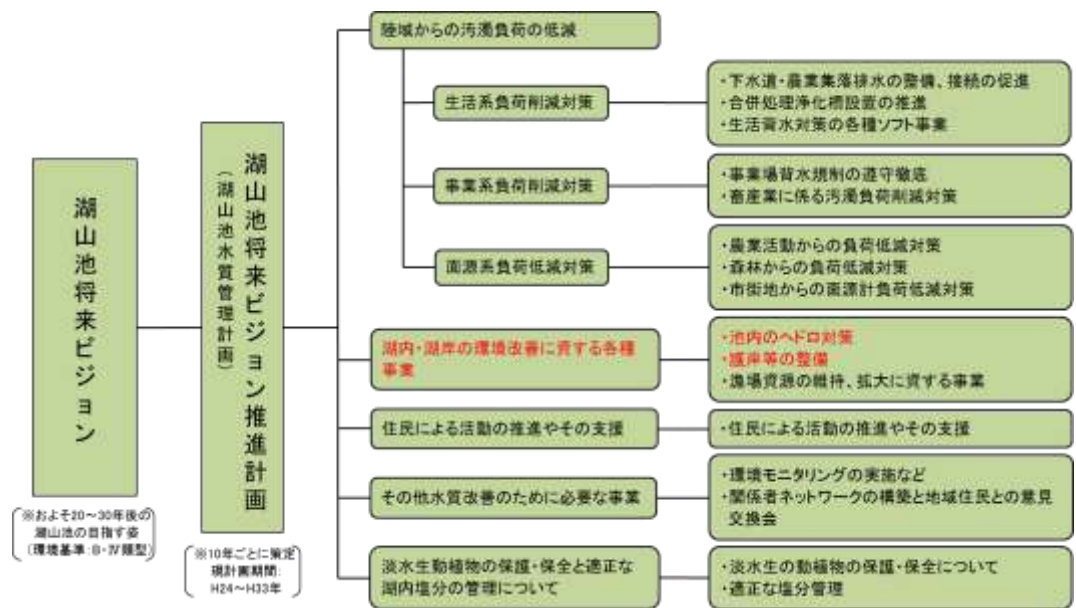 湖山池将来ビジョン
※およそ20～30年後の
湖山池の目指す姿
(環境基準:B・Ⅳ類型)
湖山池将来ビジョン推進計画
(湖山池水質管理計画)
※10年ごとに策定
現計画期間:
H24～H33年
陸域からの汚濁負荷の低減
生活系負荷削減対策
・下水道・農業集落排水の整備、接続の促進
・合併処理浄化槽設置の推進
・生活背水対策の各種ソフト事業
事業系負荷削減対策
・事業場背水規制の遵守徹底
・畜産業に係る汚濁負荷削減対策
面源系負荷低減対策
・農業活動からの負荷低減対策
・森林からの負荷低減対策
・市街地からの面源計負荷低減対策
湖内・湖岸の環境改善に資する各種
事業
・池内のヘドロ対策
・護岸等の整備
・漁場資源の維持、拡大に資する事業
住民による活動の推進やその支援
・住民による活動の推進やその支援
その他水質改善のために必要な事業
・環境モニタリングの実施など
・関係者ネットワークの構築と地域住民との意見
交換会
淡水生動植物の保護・保全と適正な
湖内塩分の管理について
・淡水生の動植物の保護・保全について
・適正な塩分管理